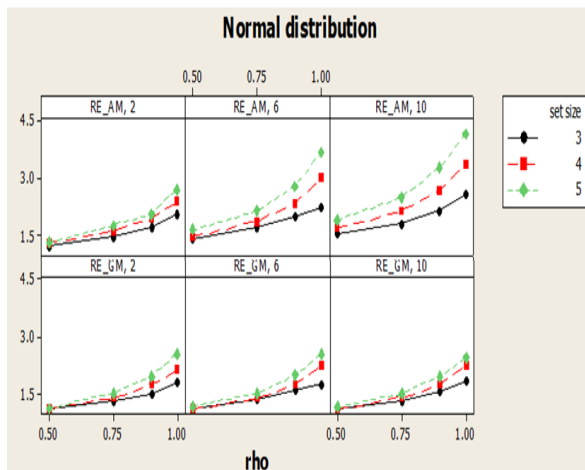 Normal distribution
0.50 0.75 1.00
RE_AM, 2 RE_AM, 6 RE_AM, 10
4.5
3.0
1.5
RE_GM, 2 RE_GM, 6 RE_GM, 10
4.5
3.0
1.5
0.50 0.75 1.00 0.50 0.75 1.00
rho
set size
3
4
5